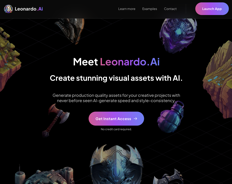 Leonardo.Ai
Learn more
Examples
Contact
Launch App
Meet Leonardo.Ai
Create stunning visual assets with AI.
Generate production quality assets for your creative projects with
never before seen AI-generate speed and style-consistency.
Get Instant Access →
No credit card required